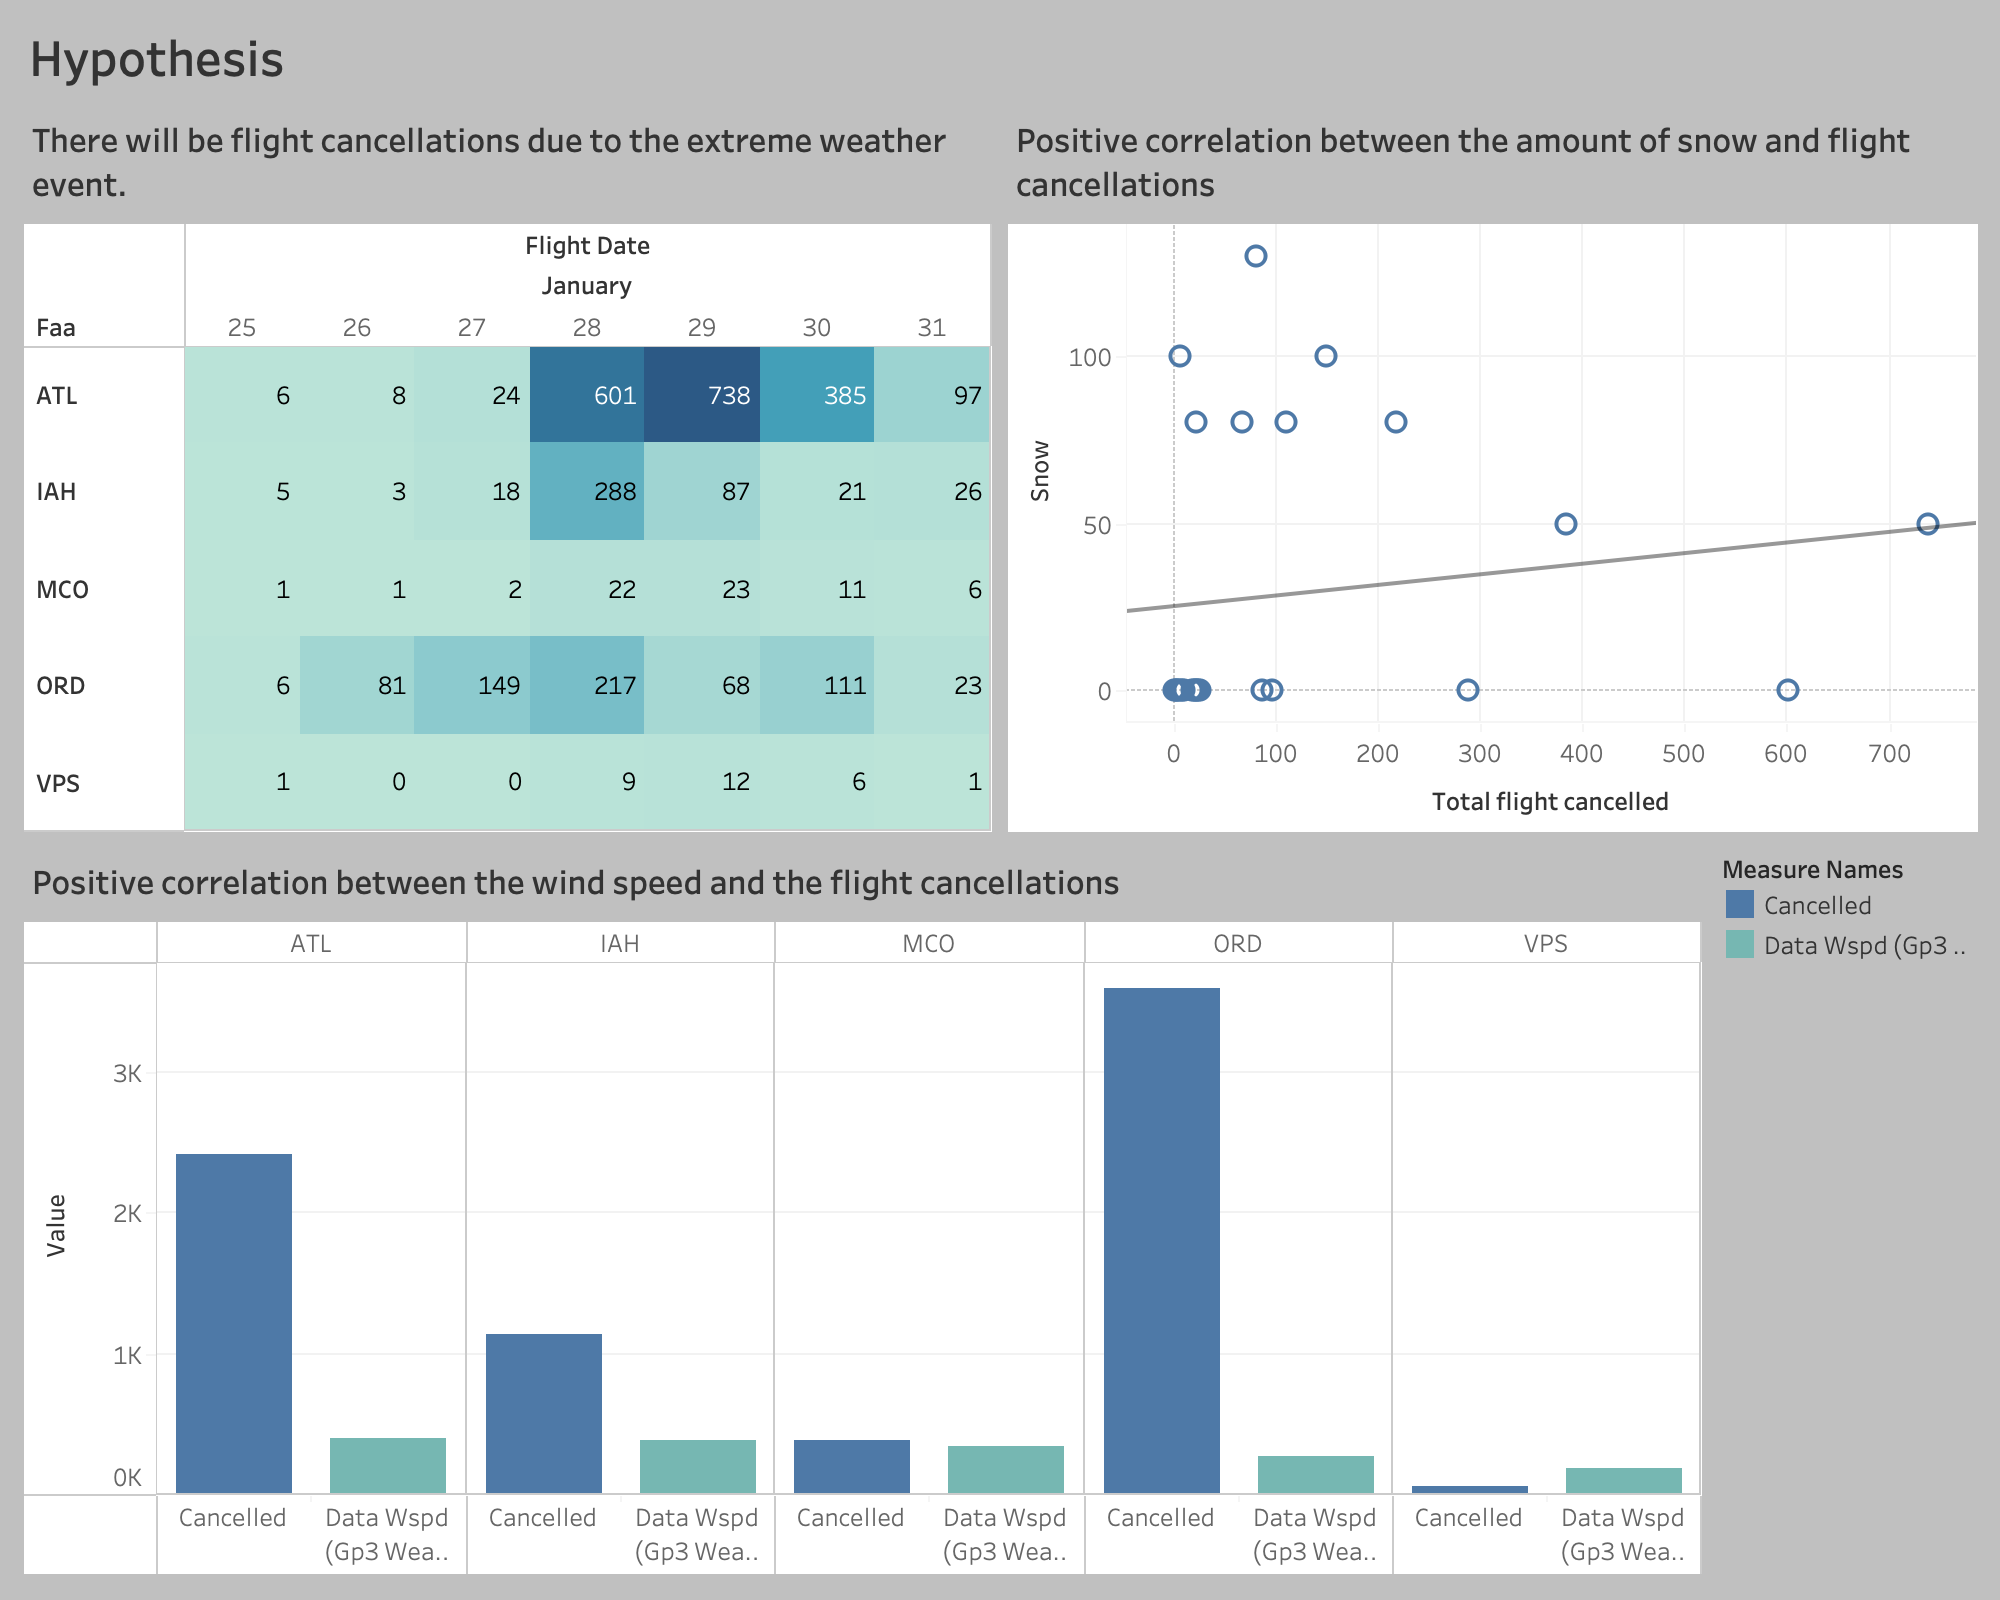 Hypothesis
There will be flight cancellations due to the extreme weather
event.
Flight Date
January
Faa 25 26 27 28 29 30 31
ATL 6 8 24 601 738 385 97
IAH 5 3 18 288 87 21 26
MCO 1 1 2 22 23 11 6
ORD 6 81 149 217 68 111 23
VPS 1 0 0 9 12 6 1
Positive correlation between the amount of snow and flight
cancellations
Snow
100
50
0
0 100 200 300 400 500 600 700
Total flight cancelled
Positive correlation between the wind speed and the flight cancellations
Measure Names
Cancelled
Data Wspd (Gp3 ..
ATL IAH MCO ORD VPS
Value
3K
2K
1K
0K
Cancelled Data Wspd Cancelled Data Wspd Cancelled Data Wspd Cancelled Data Wspd Cancelled Data Wspd
(Gp3 Wea.. (Gp3 Wea.. (Gp3 Wea.. (Gp3 Wea.. (Gp3 Wea..